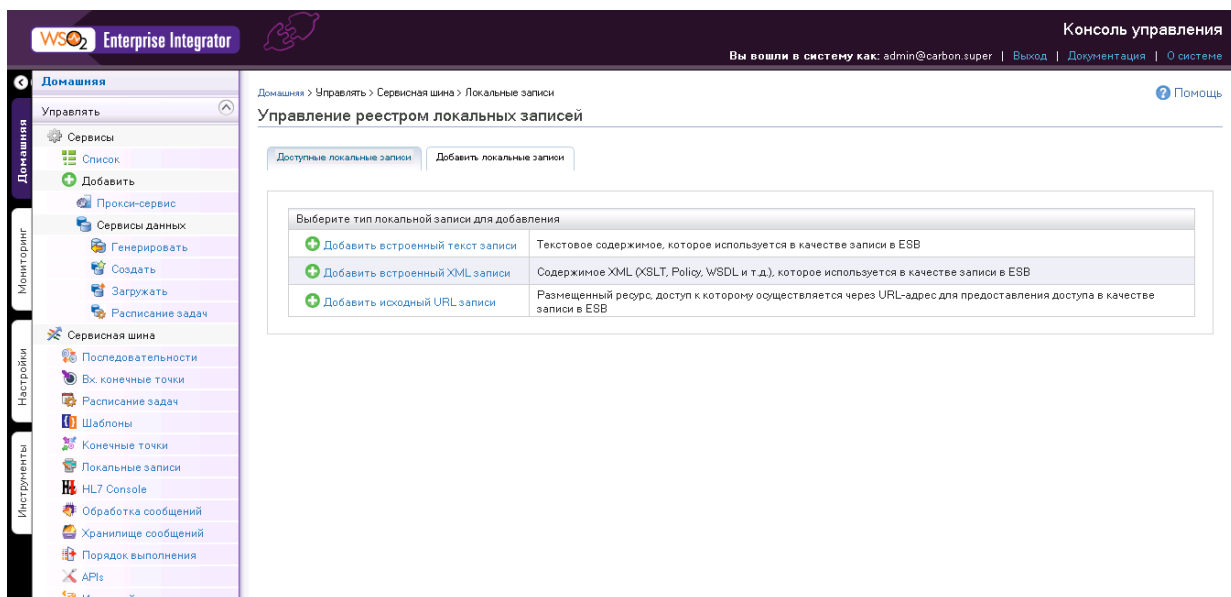 WSO2 Enterprise Integrator
Консоль управления
Вы вошли в систему как: admin@carbon.super | Выход | Документация | О системе
Домашняя
Мониторинг
Настройки
Инструменты
Домашняя
Управлять
Сервисы
Список
Добавить
Прокси-сервис
Сервисы данных
Генерировать
Создать
Загружать
Расписание задач
Сервисная шина
Последовательности
Вх. конечные точки
Расписание задач
Шаблоны
Конечные точки
Локальные записи
HL7 Console
Обработка сообщений
Хранилище сообщений
Порядок выполнения
APIs
Домашняя > Управлять > Сервисная шина > Локальные записи
Помощь
Управление реестром локальных записей
Доступные локальные записи
Добавить локальные записи
Выберите тип локальной записи для добавления
Добавить встроенный текст записи
Текстовое содержимое, которое используется в качестве записи в ESB
Добавить встроенный XML записи
Содержимое XML (XSLT, Policy, WSDL и т.д.), которое используется в качестве записи в ESB
Добавить исходный URL записи
Размещенный ресурс, доступ к которому осуществляется через URL-адрес для предоставления доступа в качестве
записи в ESB